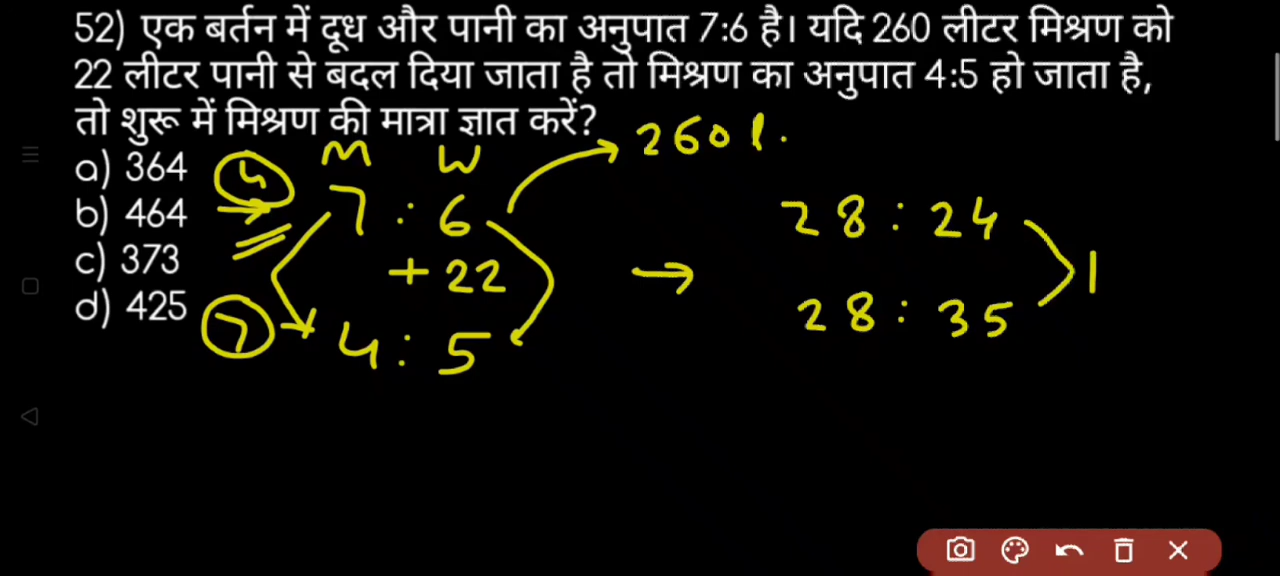 52) एक बर्तन में दूध और पानी का अनुपात 7:6 है। यदि 260 लीटर मिश्रण को
22 लीटर पानी से बदल दिया जाता है तो मिश्रण का अनुपात 4:5 हो जाता है,
तो शुरू में मिश्रण की मात्रा ज्ञात करें?
a) 364
b) 464
c) 373
d) 425
M W
260 l.
4
7 : 6
+ 22
7
4 : 5
→
28 : 24
28 : 35
1